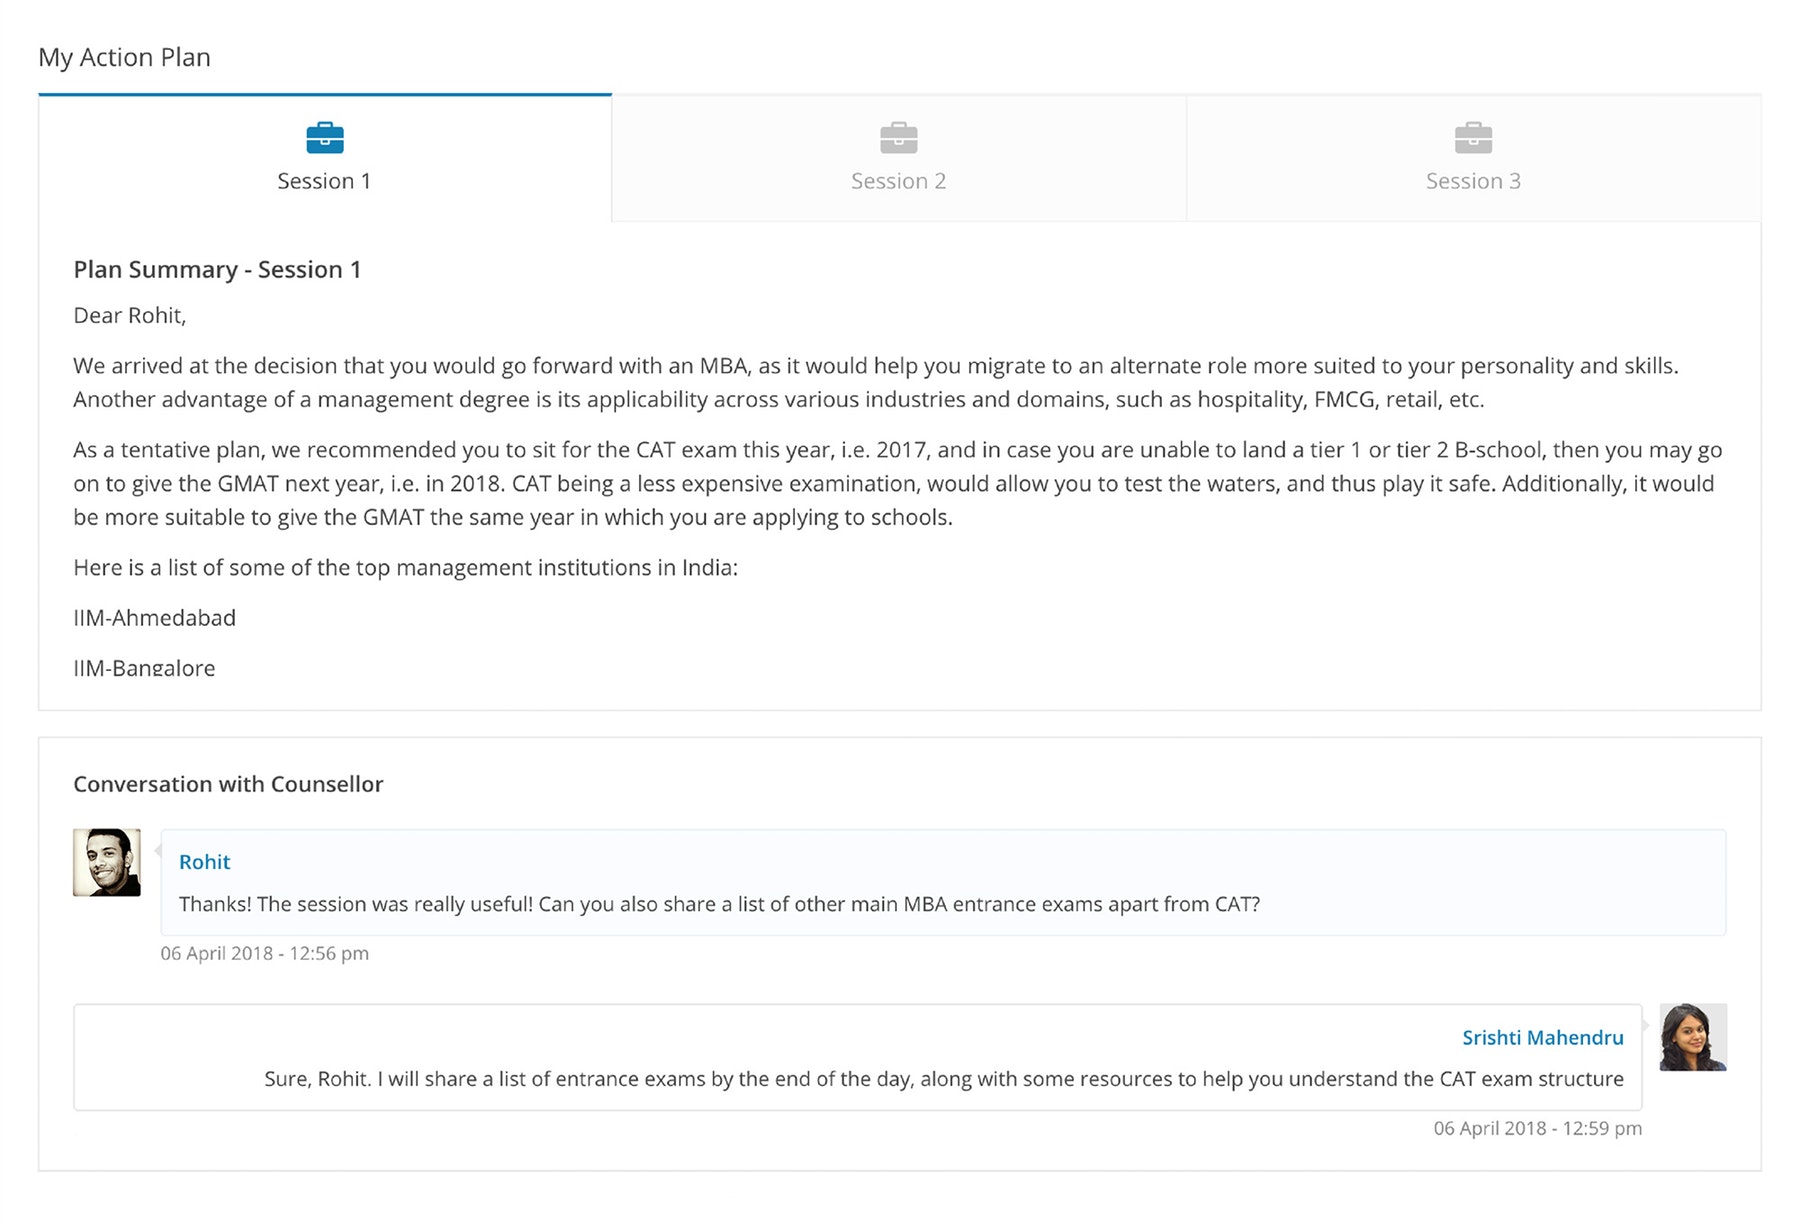 My Action Plan
Session 1
Session 2
Session 3
Plan Summary - Session 1
Dear Rohit,
We arrived at the decision that you would go forward with an MBA, as it would help you migrate to an alternate role more suited to your personality and skills.
Another advantage of a management degree is its applicability across various industries and domains, such as hospitality, FMCG, retail, etc.
As a tentative plan, we recommended you to sit for the CAT exam this year, i.e. 2017, and in case you are unable to land a tier 1 or tier 2 B-school, then you may go
on to give the GMAT next year, i.e. in 2018. CAT being a less expensive examination, would allow you to test the waters, and thus play it safe. Additionally, it would
be more suitable to give the GMAT the same year in which you are applying to schools.
Here is a list of some of the top management institutions in India:
IIM-Ahmedabad
IIM-Bangalore
Conversation with Counsellor
Rohit
Thanks! The session was really useful! Can you also share a list of other main MBA entrance exams apart from CAT?
06 April 2018 - 12:56 pm
Srishti Mahendru
Sure, Rohit. I will share a list of entrance exams by the end of the day, along with some resources to help you understand the CAT exam structure
06 April 2018 - 12:59 pm